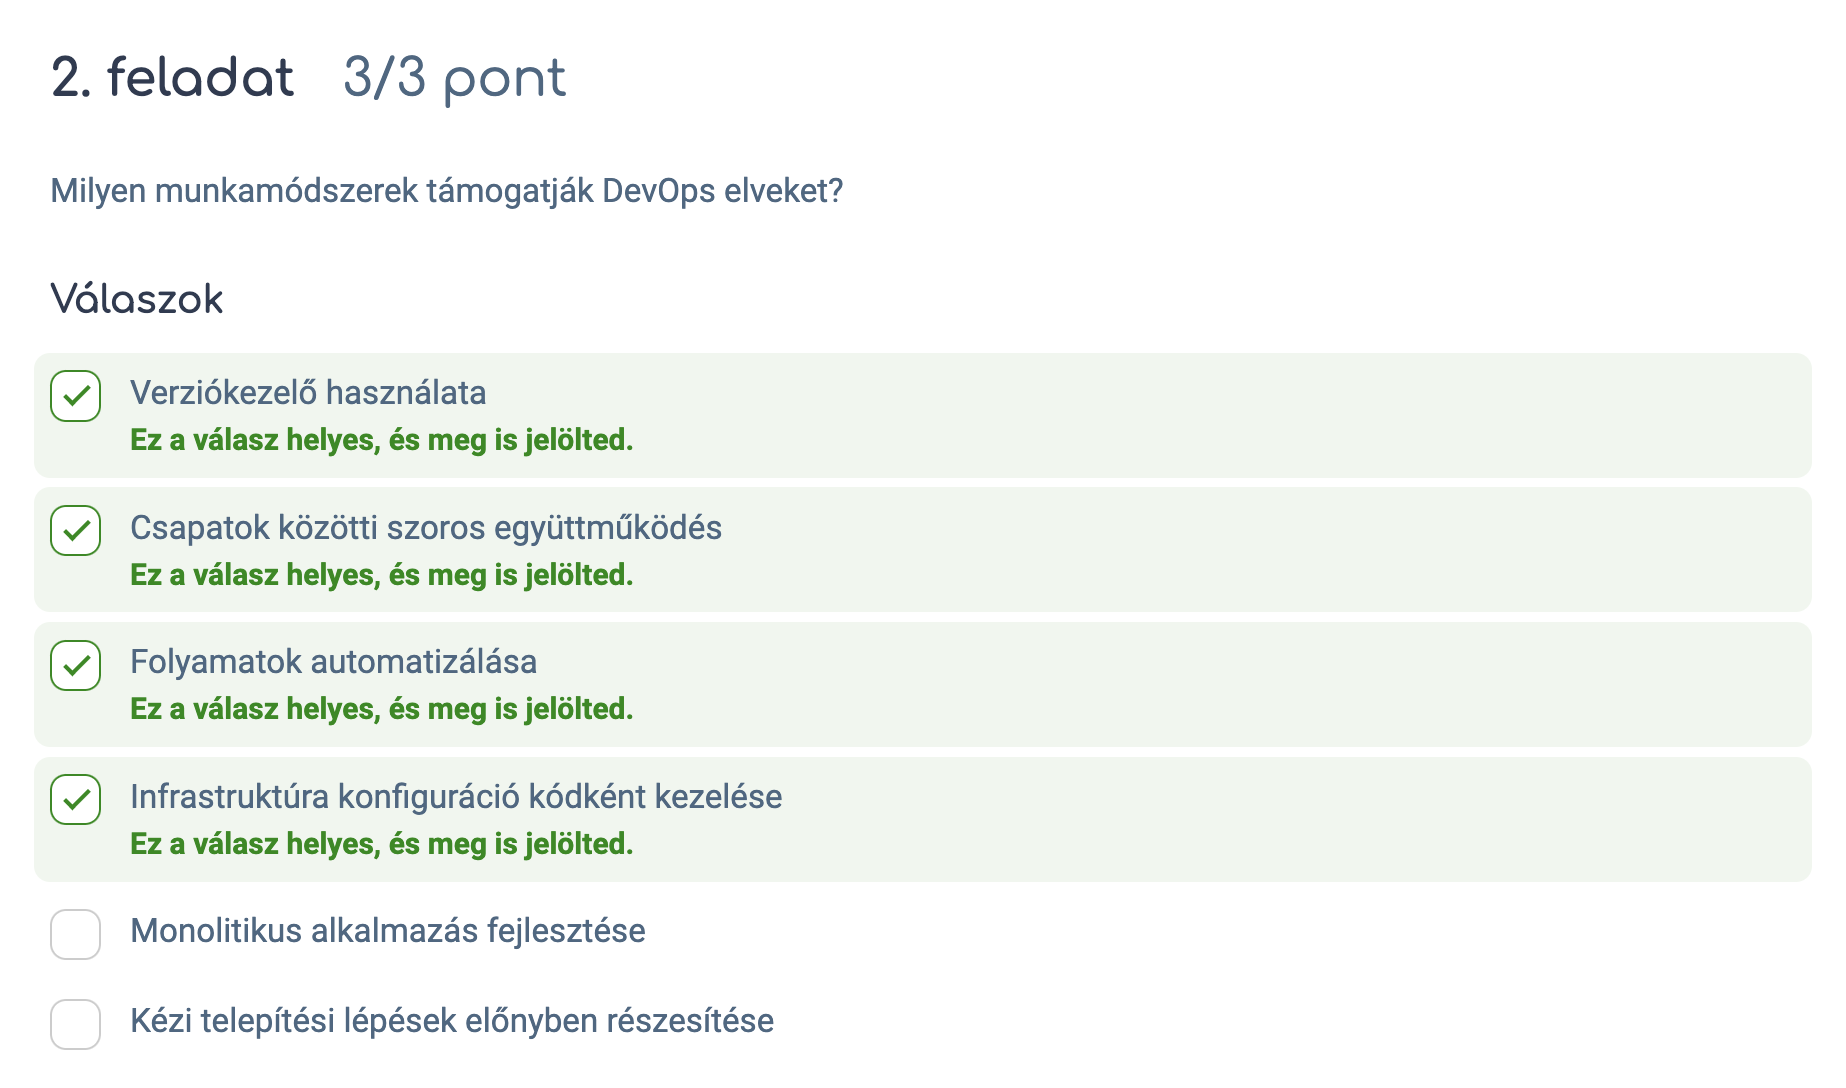 2. feladat 3/3 pont
Milyen munkamódszerek támogatják DevOps elveket?
Válaszok
Verziókezelő használata
Ez a válasz helyes, és meg is jelölted.
Csapatok közötti szoros együttműködés
Ez a válasz helyes, és meg is jelölted.
Folyamatok automatizálása
Ez a válasz helyes, és meg is jelölted.
Infrastruktúra konfiguráció kódként kezelése
Ez a válasz helyes, és meg is jelölted.
Monolitikus alkalmazás fejlesztése
Kézi telepítési lépések előnyben részesítése